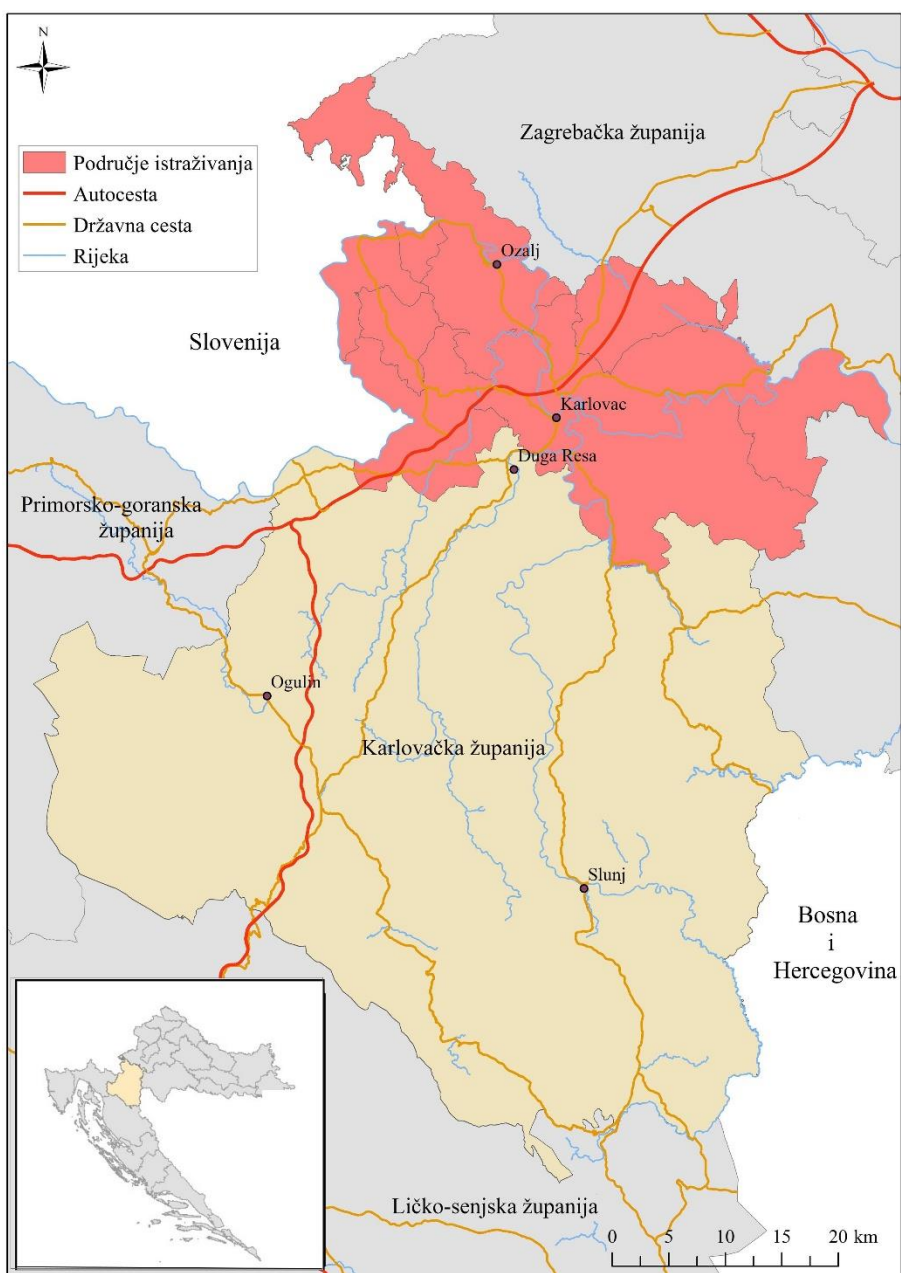 N
Zagrebačka županija
Područje istraživanja
Autocesta
Državna cesta
Rijeka
Ozalj
Slovenija
Karlovac
Duga Resa
Primorsko-goranska
županija
Ogulin
Karlovačka županija
Slunj
Bosna
i
Hercegovina
Ličko-senjska županija
0 5 10 15 20 km